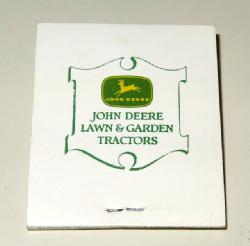 JOHN DEERE
JOHN DEERE
LAWN & GARDEN
TRACTORS